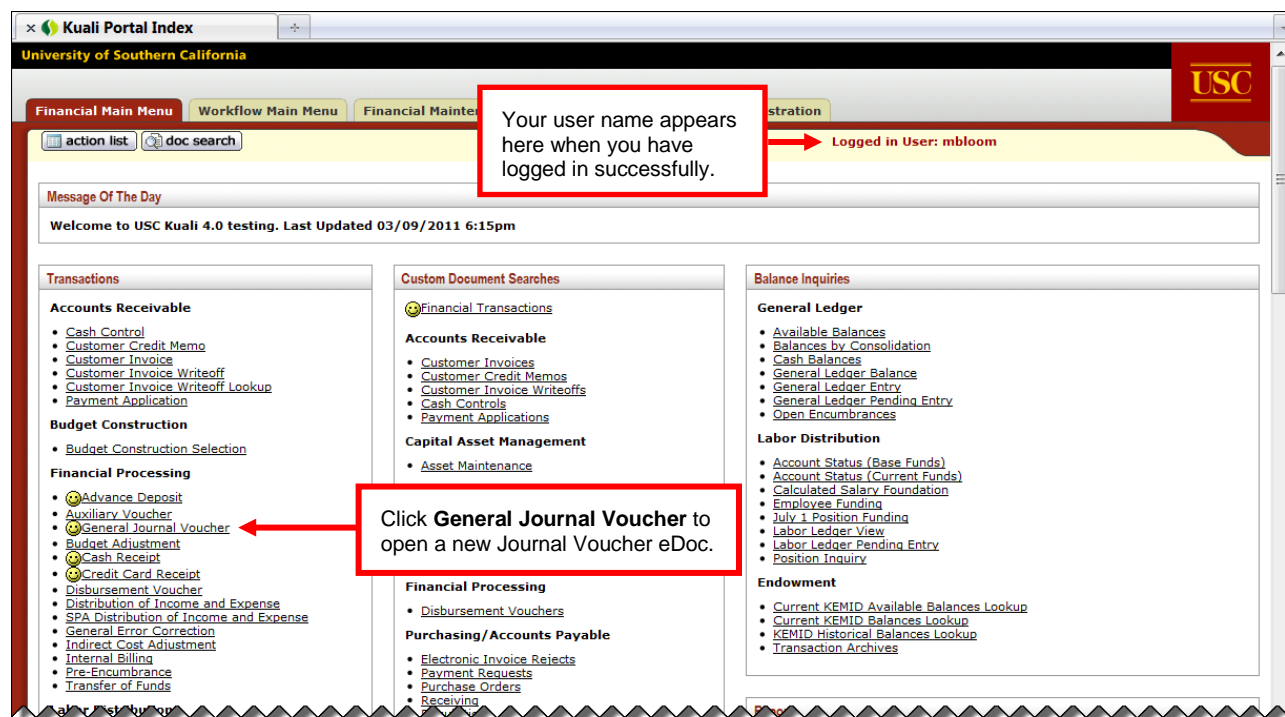 Kuali Portal Index
University of Southern California
USC
Financial Main Menu
Workflow Main Menu
Financial Mainte
stration
action list
doc search
Your user name appears
here when you have
logged in successfully.
Logged in User: mbloom
Message Of The Day
Welcome to USC Kuali 4.0 testing. Last Updated 03/09/2011 6:15pm
Transactions
Accounts Receivable
Cash Control
Customer Credit Memo
Customer Invoice
Customer Invoice Writeoff
Customer Invoice Writeoff Lookup
Payment Application
Budget Construction
Budget Construction Selection
Financial Processing
Advance Deposit
Auxiliary Voucher
General Journal Voucher
Budget Adjustment
Cash Receipt
Credit Card Receipt
Disbursement Voucher
Distribution of Income and Expense
SPA Distribution of Income and Expense
General Error Correction
Indirect Cost Adjustment
Internal Billing
Pre-Encumbrance
Transfer of Funds
Custom Document Searches
Financial Transactions
Accounts Receivable
Customer Invoices
Customer Credit Memos
Customer Invoice Writeoffs
Cash Controls
Payment Applications
Capital Asset Management
Asset Maintenance
Click General Journal Voucher to
open a new Journal Voucher eDoc.
Financial Processing
Disbursement Vouchers
Purchasing/Accounts Payable
Electronic Invoice Rejects
Payment Requests
Purchase Orders
Receiving
Balance Inquiries
General Ledger
Available Balances
Balances by Consolidation
Cash Balances
General Ledger Balance
General Ledger Entry
General Ledger Pending Entry
Open Encumbrances
Labor Distribution
Account Status (Base Funds)
Account Status (Current Funds)
Calculated Salary Foundation
Employee Funding
July 1 Position Funding
Labor Ledger View
Labor Ledger Pending Entry
Position Inquiry
Endowment
Current KEMID Available Balances Lookup
Current KEMID Balances Lookup
KEMID Historical Balances Lookup
Transaction Archives